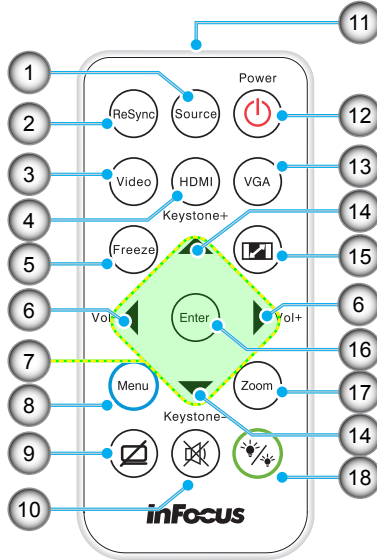 11
1
Power
2
ReSync
Source
12
3
13
Video
HDMI
VGA
4
Keystone+
14
5
Freeze
15
6
6
Vol-
Enter
Vol+
16
7
8
Menu
Zoom
17
Keystone-
14
9
10
18
InFocus